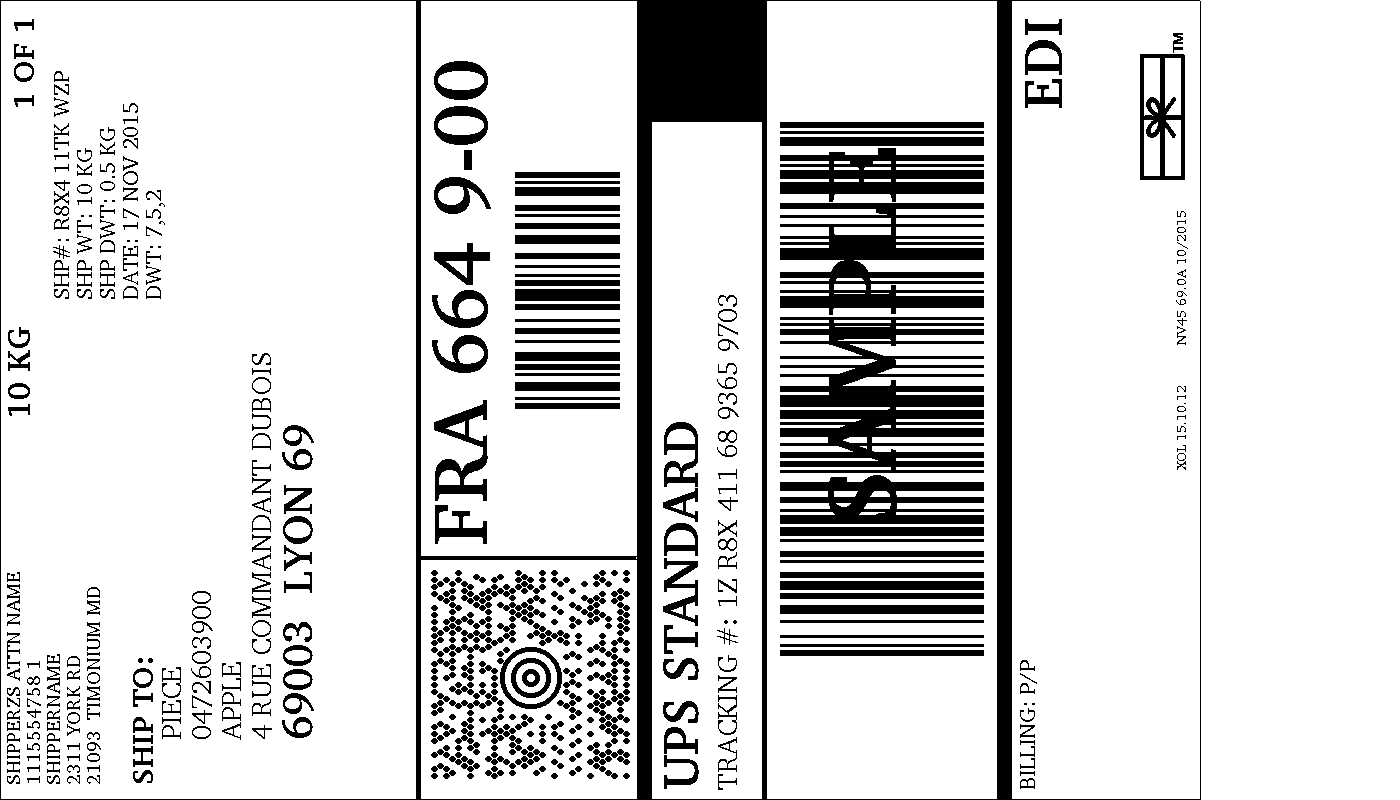 SHIPPERZS ATTN NAME
1115554758 1
SHIPPERNAME
2311 YORK RD
21093 TIMONIUM MD
10 KG
1 OF 1
SHP#: R8X4 11TK WZP
SHP WT: 10 KG
SHP DWT: 0.5 KG
DATE: 17 NOV 2015
DWT: 7,5,2
SHIP TO:
PIECE
0472603900
APPLE
4 RUE COMMANDANT DUBOIS
69003 LYON 69
FRA 664 9-00
UPS STANDARD
TRACKING #: 1Z R8X 411 68 9365 9703
SAMPLE
BILLING: P/P
EDI
XOL 15.10.12 NV45 69.0A 10/2015
TM